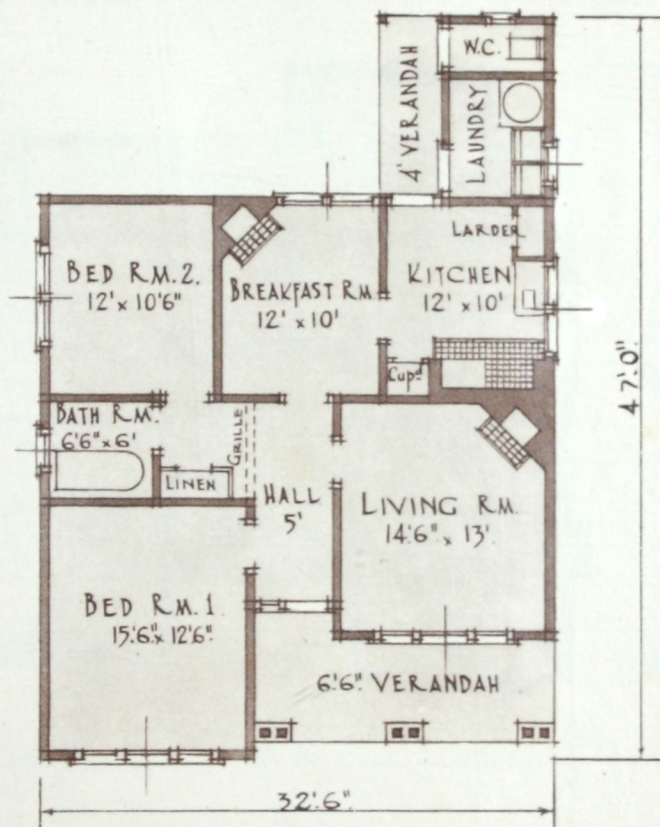 W.C.
4' VERANDAH
LAUNDRY
LARDER
BED RM. 2.
12' x 10'6"
BREAKFAST RM
12' x 10'
KITCHEN
12' x 10'
Cupd
47'.0"
BATH RM.
6'6" x 6'
GRILLE
LINEN
HALL
5'
LIVING RM.
14'6" x 13'
BED RM. 1.
15'6" x 12'6"
6'6" VERANDAH
32'.6"